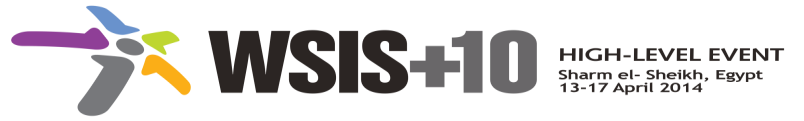 WSIS+10
HIGH-LEVEL EVENT
Sharm el- Sheikh, Egypt
13-17 April 2014